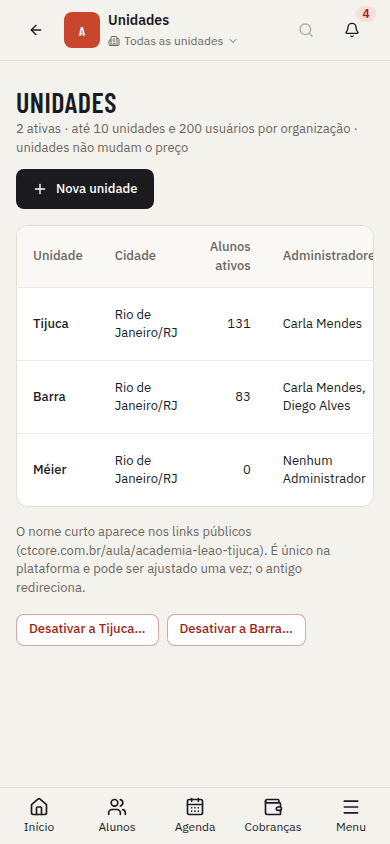 A
Unidades
Todas as unidades
4
UNIDADES
2 ativas · até 10 unidades e 200 usuários por organização ·
unidades não mudam o preço
Nova unidade
Unidade
Cidade
Alunos
ativos
Administradore
Tijuca
Rio de
Janeiro/RJ
131
Carla Mendes
Barra
Rio de
Janeiro/RJ
83
Carla Mendes,
Diego Alves
Méier
Rio de
Janeiro/RJ
0
Nenhum
Administrador
O nome curto aparece nos links públicos
(ctcore.com.br/aula/academia-leao-tijuca). É único na
plataforma e pode ser ajustado uma vez; o antigo
redireciona.
Desativar a Tijuca...
Desativar a Barra...
Início
Alunos
Agenda
Cobranças
Menu